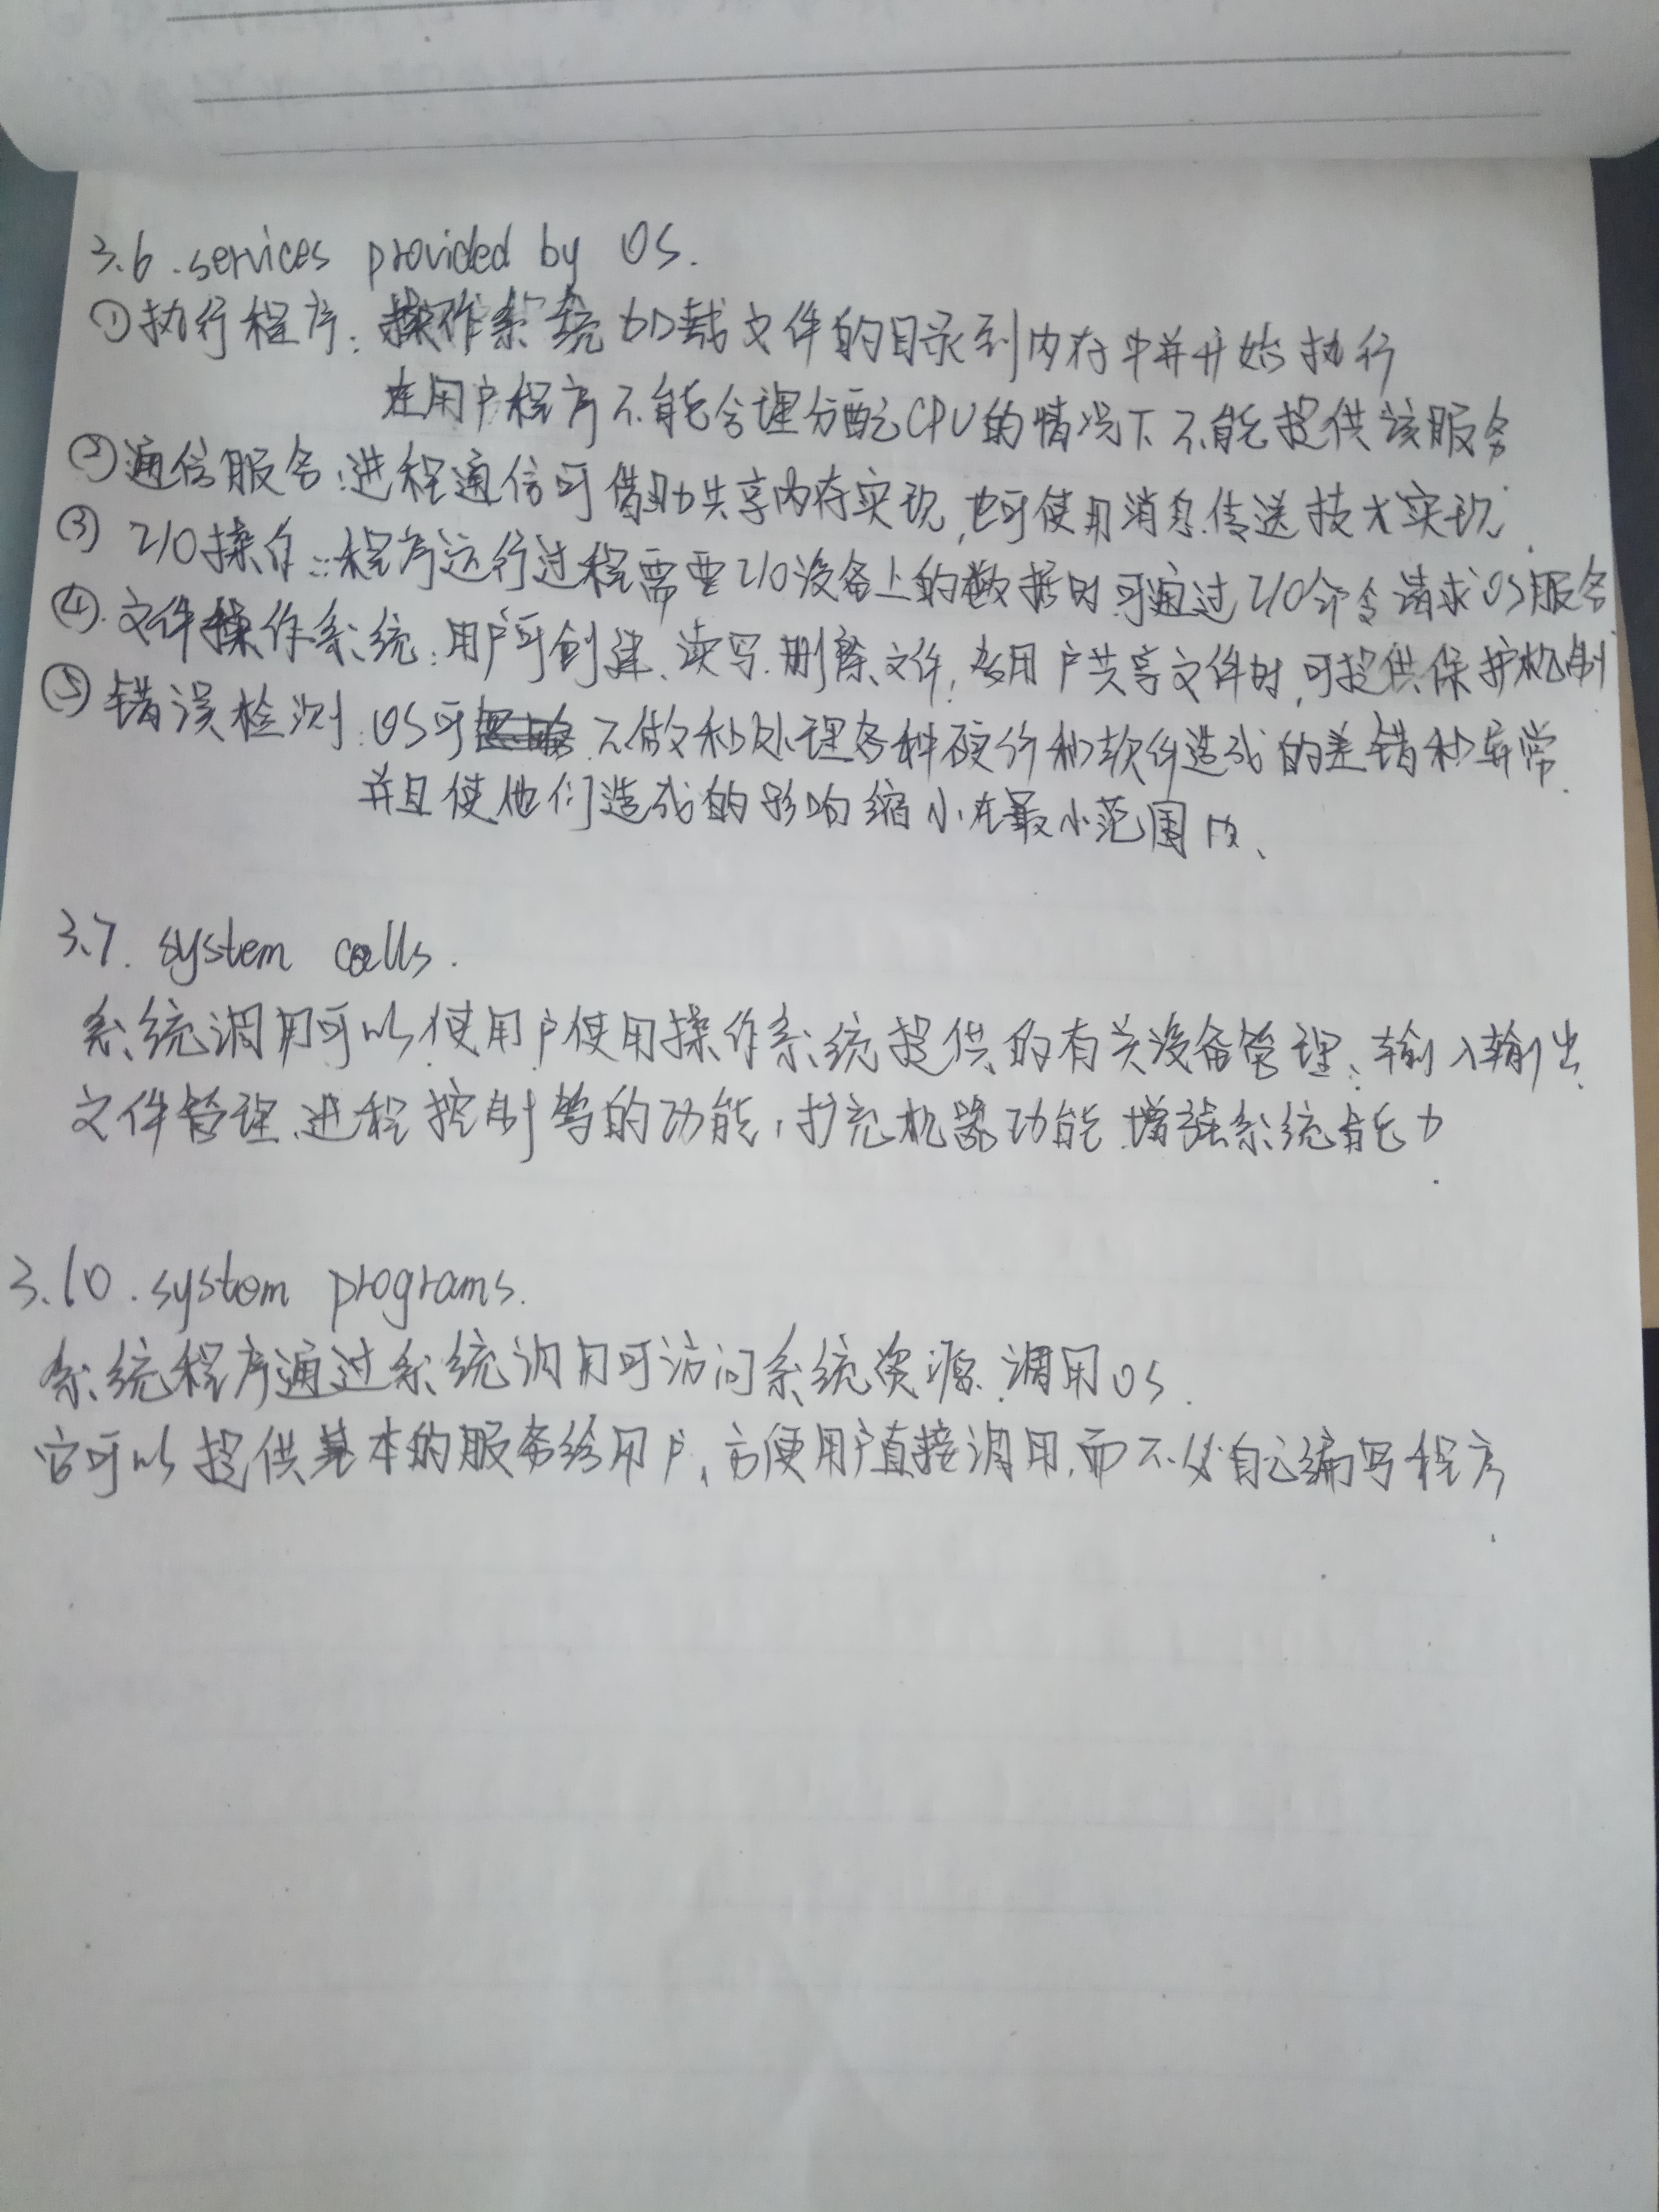 3.6. services provided by OS.
①执行程序: 操作系统加载文件的目录到内存中并开始执行
在用户程序不能合理分配CPU的情况下不能提供该服务
②通信服务:进程通信可借助共享内存实现,也可使用消息传送技术实现.
③ I/O操作:程序运行过程需要I/O设备上的数据时,可通过I/O命令请求OS服务
④.文件操作系统:用户可创建、读写.删除文件,多用户共享文件时,可提供保护机制
⑤错误检测:OS可 和处理各种硬件和软件造成的差错和异常.
并且使他们造成的影响缩小在最小范围内、
3.7. system calls.
系统调用可以使用户使用操作系统提供的有关设备管理、输入输出
文件管理、进程控制等的功能,扩充机器功能.增强系统能力.
3.10. system programs.
系统程序通过系统调用可访问系统资源.调用OS.
它可以提供基本的服务给用户,方便用户直接调用,而不必自己编写程序.